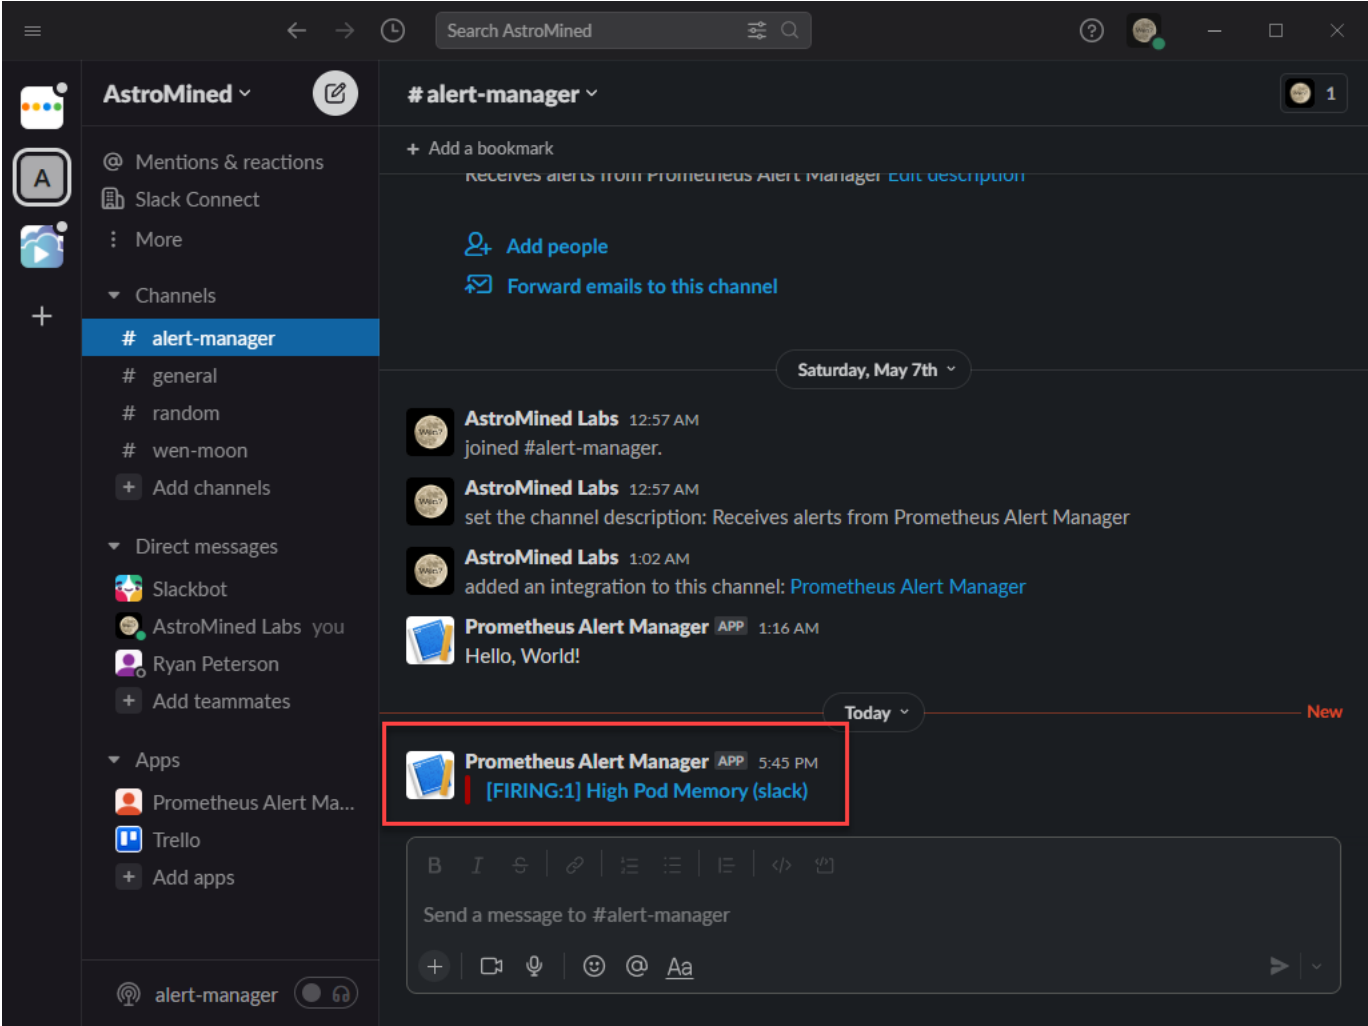 Search AstroMined
AstroMined
A
Mentions & reactions
Slack Connect
More
Channels
# alert-manager
# general
# random
# wen-moon
+ Add channels
Direct messages
Slackbot
AstroMined Labs you
Ryan Peterson
+ Add teammates
Apps
Prometheus Alert Ma...
Trello
+ Add apps
alert-manager
# alert-manager
1
+ Add a bookmark
Receives alerts from Prometheus Alert Manager Edit description
Add people
Forward emails to this channel
Saturday, May 7th
AstroMined Labs 12:57 AM
joined #alert-manager.
AstroMined Labs 12:57 AM
set the channel description: Receives alerts from Prometheus Alert Manager
AstroMined Labs 1:02 AM
added an integration to this channel: Prometheus Alert Manager
Prometheus Alert Manager APP 1:16 AM
Hello, World!
Today
New
Prometheus Alert Manager APP 5:45 PM
[FIRING:1] High Pod Memory (slack)
B I S
Send a message to #alert-manager
+ @ Aa